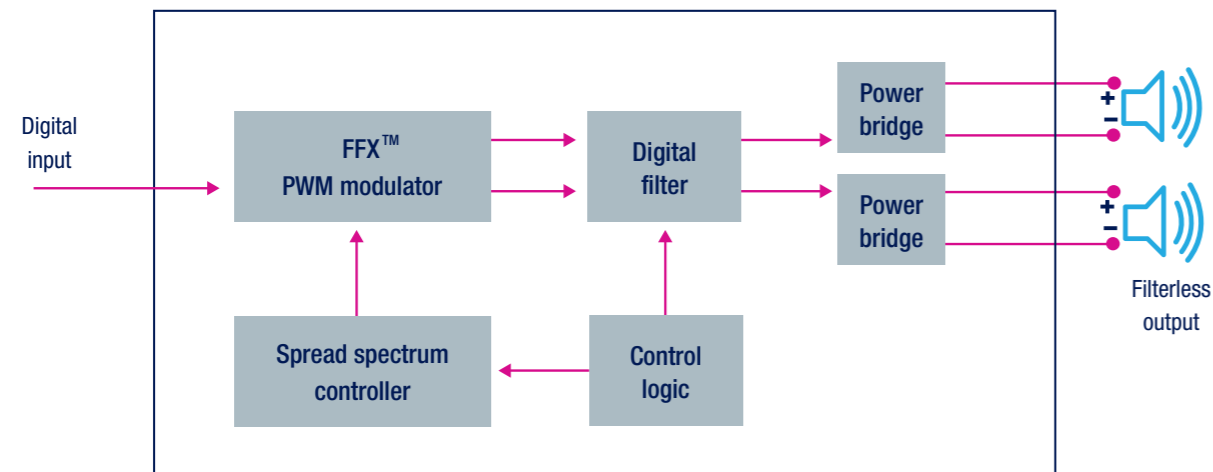 Digital
input
FFX™
PWM modulator
Digital
filter
Power
bridge
+
-
Power
bridge
+
-
Filterless
output
Spread spectrum
controller
Control
logic